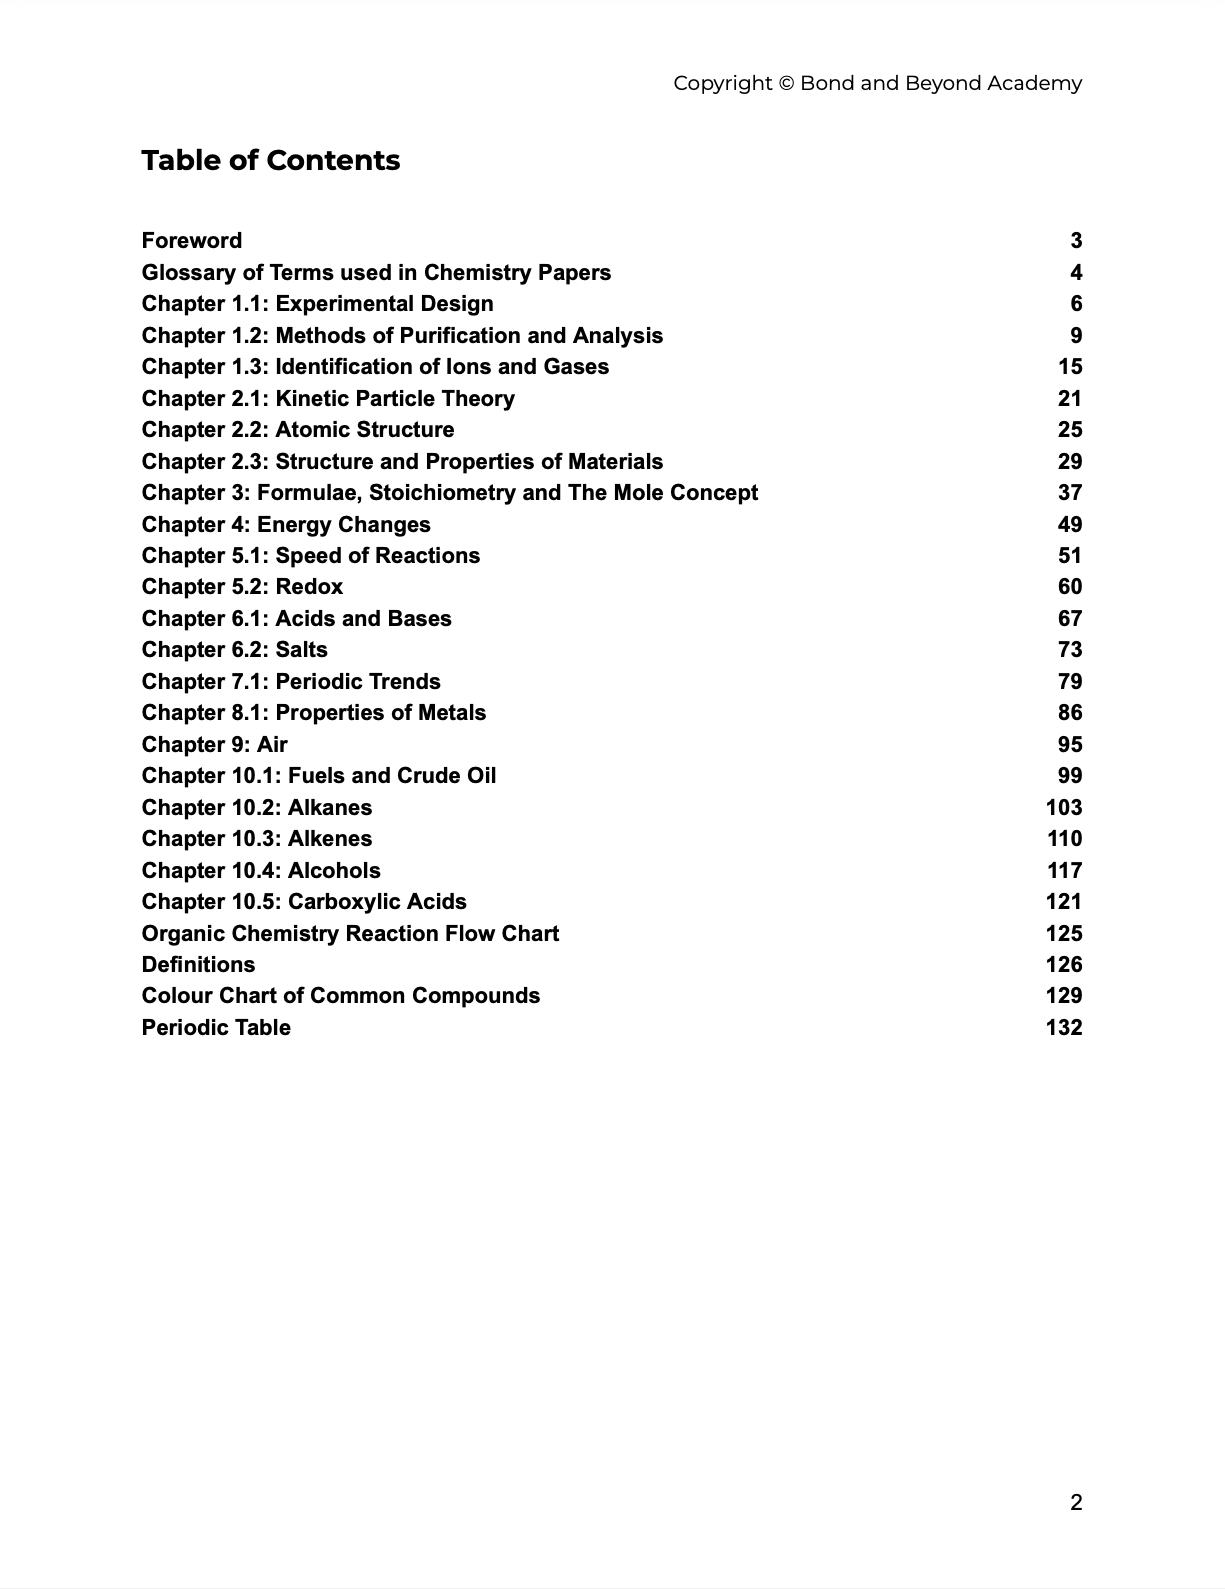 Copyright © Bond and Beyond Academy
Table of Contents
Foreword 3
Glossary of Terms used in Chemistry Papers 4
Chapter 1.1: Experimental Design 6
Chapter 1.2: Methods of Purification and Analysis 9
Chapter 1.3: Identification of Ions and Gases 15
Chapter 2.1: Kinetic Particle Theory 21
Chapter 2.2: Atomic Structure 25
Chapter 2.3: Structure and Properties of Materials 29
Chapter 3: Formulae, Stoichiometry and The Mole Concept 37
Chapter 4: Energy Changes 49
Chapter 5.1: Speed of Reactions 51
Chapter 5.2: Redox 60
Chapter 6.1: Acids and Bases 67
Chapter 6.2: Salts 73
Chapter 7.1: Periodic Trends 79
Chapter 8.1: Properties of Metals 86
Chapter 9: Air 95
Chapter 10.1: Fuels and Crude Oil 99
Chapter 10.2: Alkanes 103
Chapter 10.3: Alkenes 110
Chapter 10.4: Alcohols 117
Chapter 10.5: Carboxylic Acids 121
Organic Chemistry Reaction Flow Chart 125
Definitions 126
Colour Chart of Common Compounds 129
Periodic Table 132
2